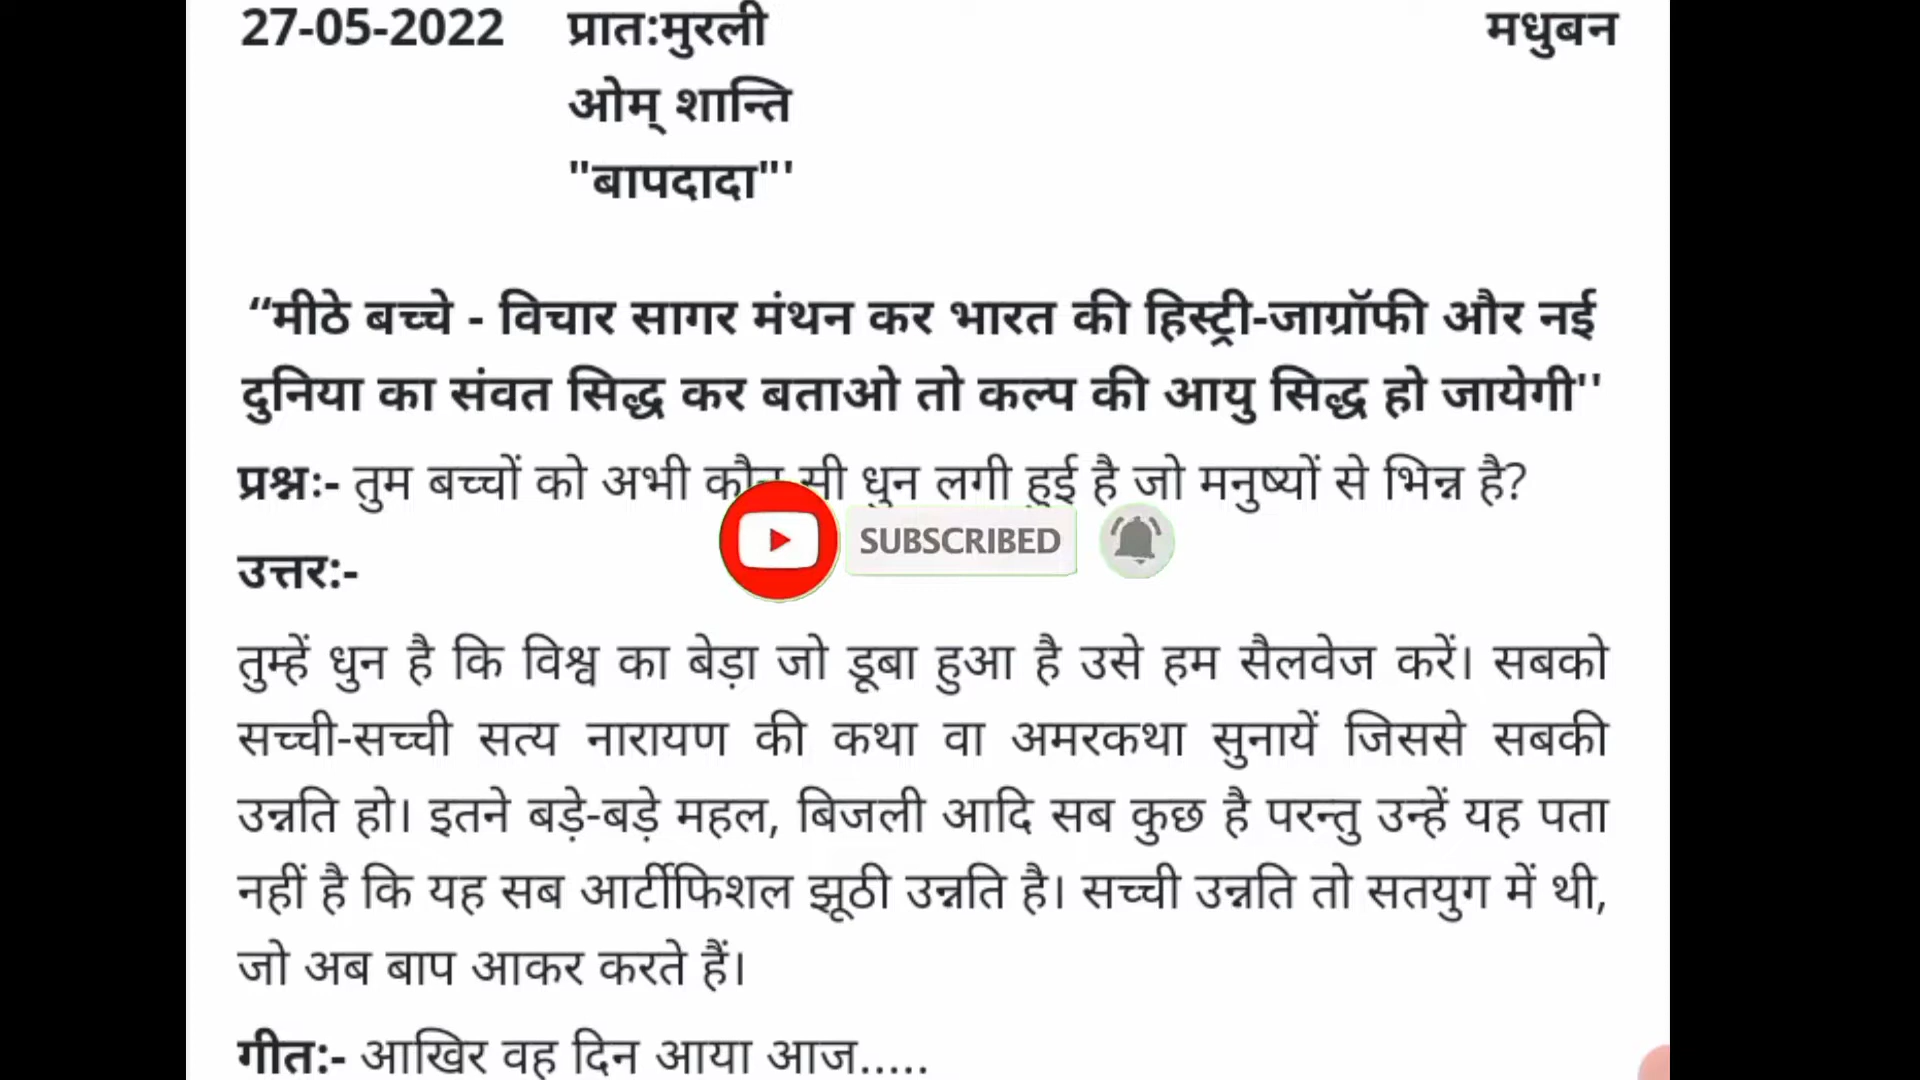 27-05-2022 प्रात:मुरली मधुबन
ओम् शान्ति
"बापदादा"'
“मीठे बच्चे - विचार सागर मंथन कर भारत की हिस्ट्री-जाग्रॉफी और नई
दुनिया का संवत सिद्ध कर बताओ तो कल्प की आयु सिद्ध हो जायेगी''
प्रश्न:- तुम बच्चों को अभी कौन सी धुन लगी हुई है जो मनुष्यों से भिन्न है?
SUBSCRIBED
उत्तर:-
तुम्हें धुन है कि विश्व का बेड़ा जो डूबा हुआ है उसे हम सैलवेज करें। सबको
सच्ची-सच्ची सत्य नारायण की कथा वा अमरकथा सुनायें जिससे सबकी
उन्नति हो। इतने बड़े-बड़े महल, बिजली आदि सब कुछ है परन्तु उन्हें यह पता
नहीं है कि यह सब आर्टीफिशल झूठी उन्नति है। सच्ची उन्नति तो सतयुग में थी,
जो अब बाप आकर करते हैं।
गीत:- आखिर वह दिन आया आज.....